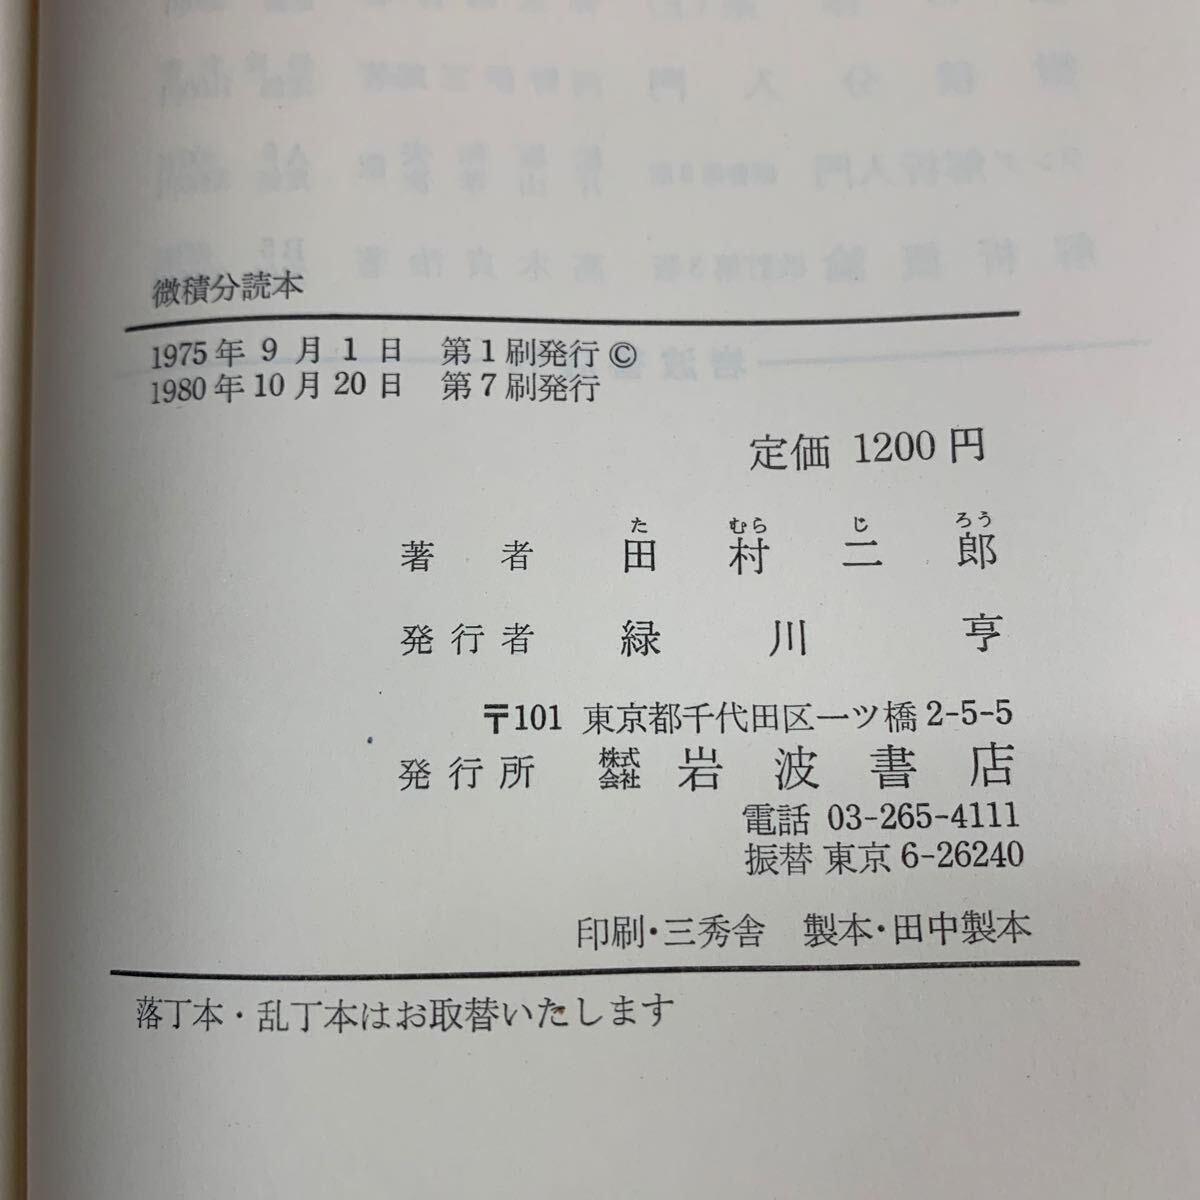 微積分読本
1975年 9 月 1 日 第1刷発行 ©
1980年10月20日 第7刷発行
定価 1200円
た むら じ ろう
著者 田村二郎
発行者 緑川亨
〒101 東京都千代田区一ツ橋2-5-5
発行所 株式会社 岩波書店
電話 03-265-4111
振替 東京6-26240
印刷・三秀舎 製本・田中製本
落丁本・乱丁本はお取替いたします